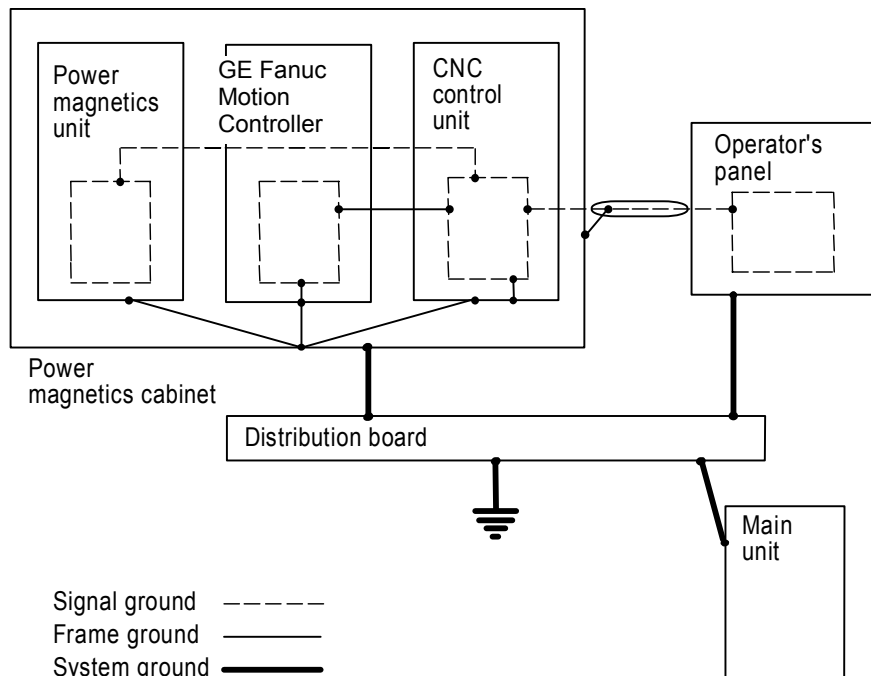 Power
magnetics
unit
GE Fanuc
Motion
Controller
CNC
control
unit
Operator's
panel
Power
magnetics cabinet
Distribution board
Main
unit
Signal ground
Frame ground
System ground